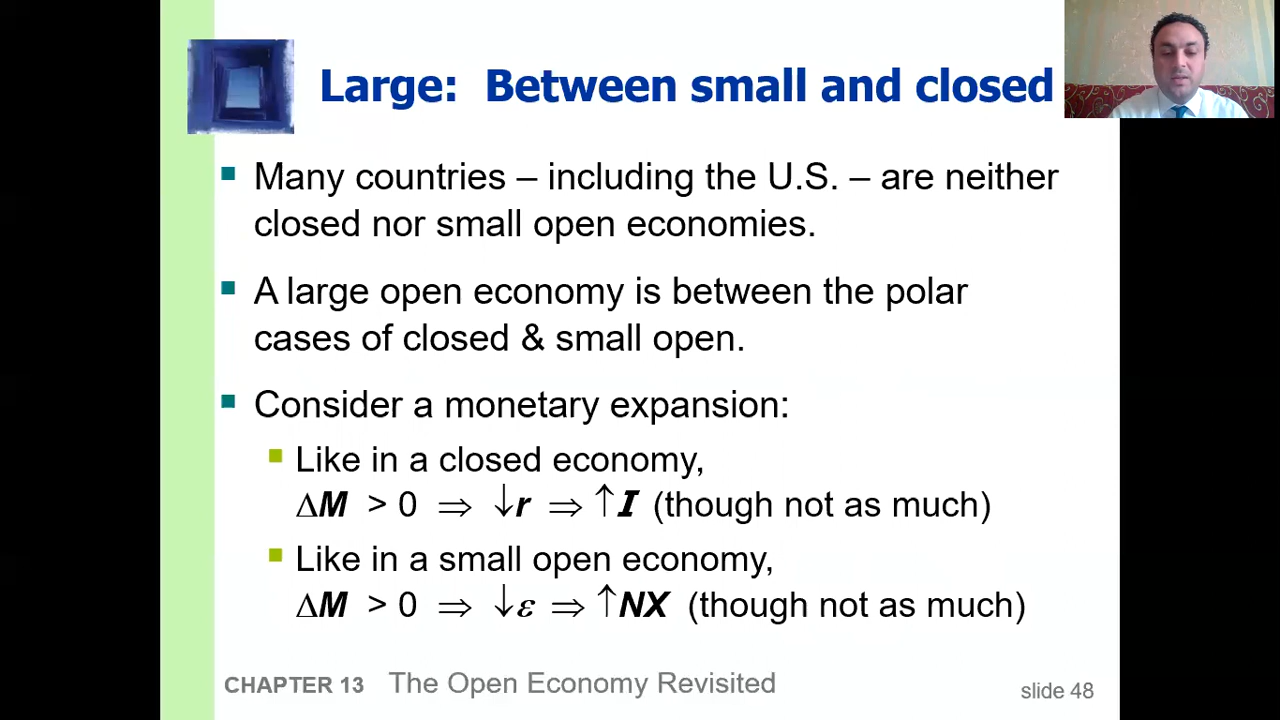 Large: Between small and closed
▪ Many countries – including the U.S. – are neither
closed nor small open economies.
▪ A large open economy is between the polar
cases of closed & small open.
▪ Consider a monetary expansion:
▪ Like in a closed economy,
ΔM > 0 ⇒ ↓r ⇒ ↑I (though not as much)
▪ Like in a small open economy,
ΔM > 0 ⇒ ↓ε ⇒ ↑NX (though not as much)
CHAPTER 13 The Open Economy Revisited
slide 48